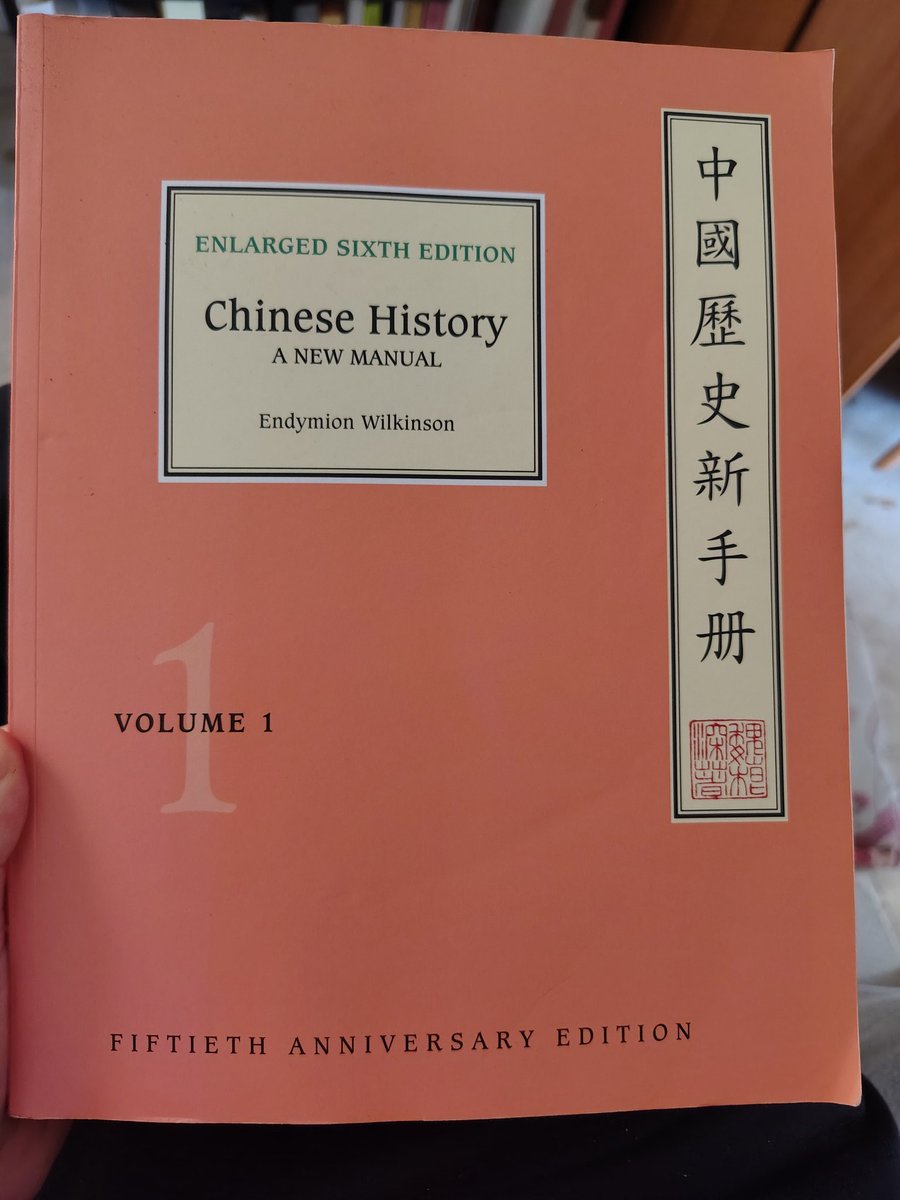 ENLARGED SIXTH EDITION
Chinese History
A NEW MANUAL
Endymion Wilkinson
中國歷史新手册
1
VOLUME 1
FIFTIETH ANNIVERSARY EDITION